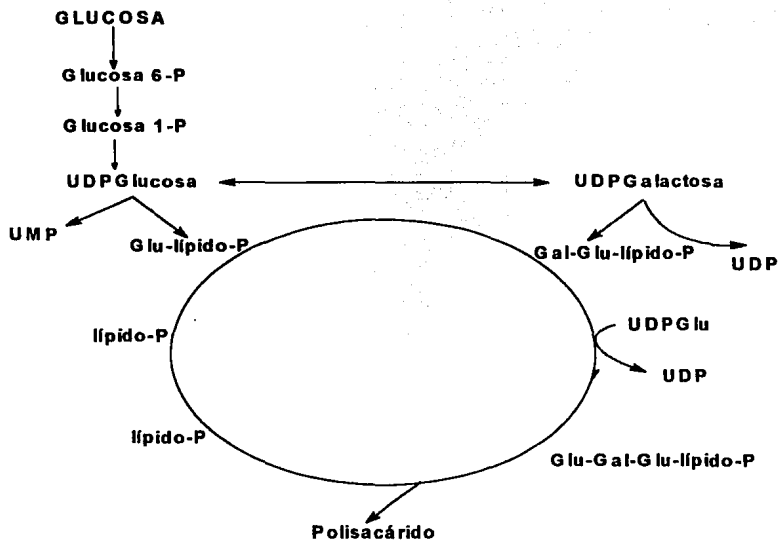 GLUCOSA
Glucosa 6-P
Glucosa 1-P
UDPGlucosa
UDPGalactosa
UMP
Glu-lípido-P
Gal-Glu-lípido-P
UDP
lípido-P
UDPGlu
UDP
lípido-P
Glu-Gal-Glu-lípido-P
Polisacárido